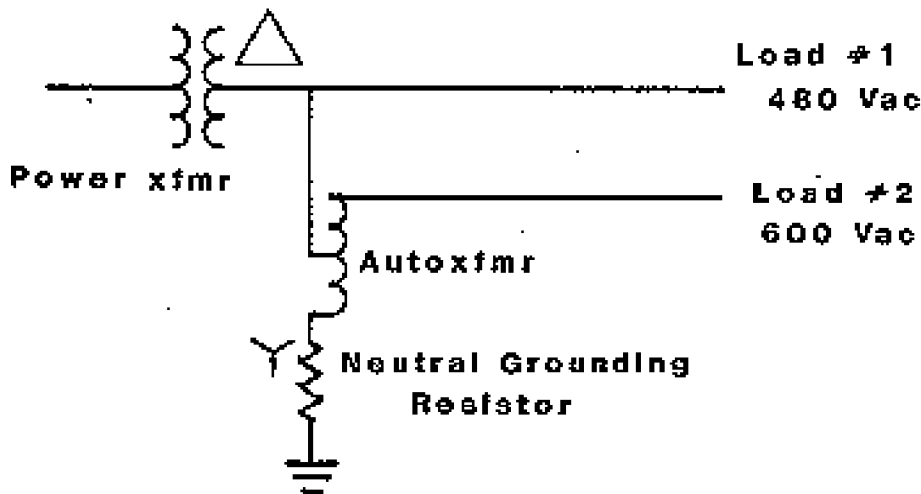 Load #1
480 Vac
Power xfmr
Load #2
600 Vac
Autoxfmr
Neutral Grounding
Resistor